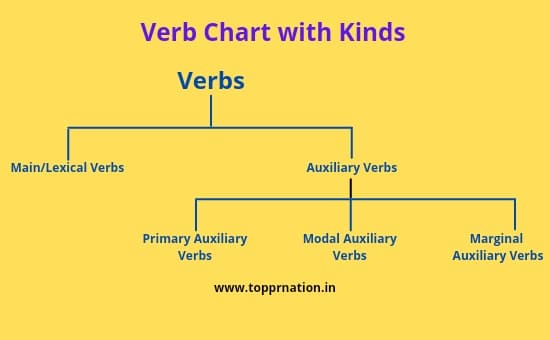 Verb Chart with Kinds
Verbs
Main/Lexical Verbs
Auxiliary Verbs
Primary Auxiliary
Verbs
Modal Auxiliary
Verbs
Marginal
Auxiliary Verbs
www.topprnation.in